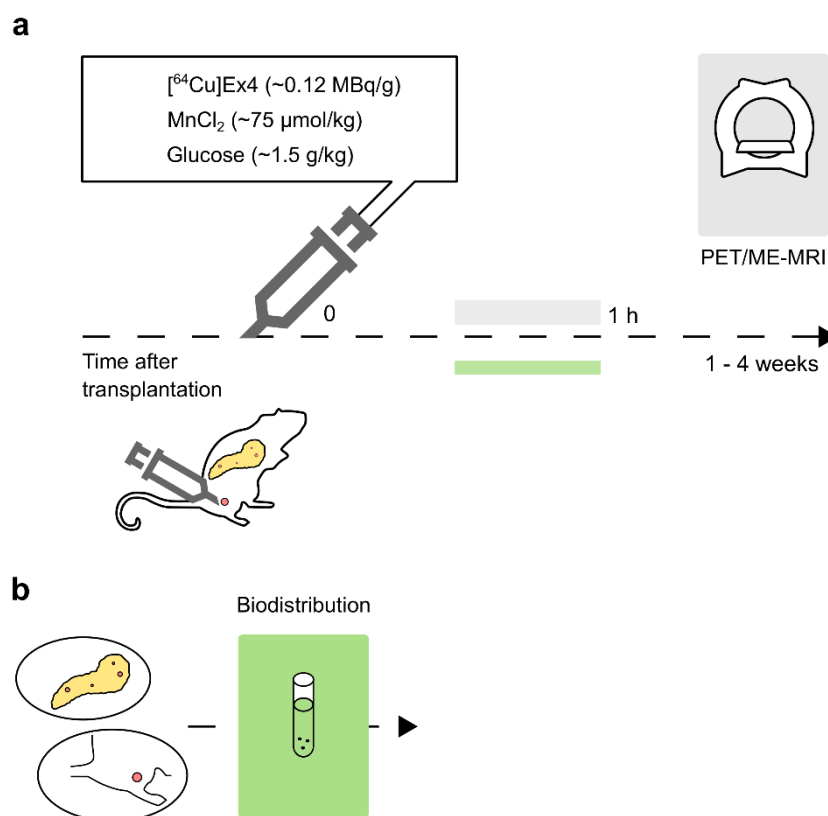 a
[⁶⁴Cu]Ex4 (~0.12 MBq/g)
MnCl₂ (~75 µmol/kg)
Glucose (~1.5 g/kg)
PET/ME-MRI
0
1 h
Time after
transplantation
1 - 4 weeks
b
Biodistribution